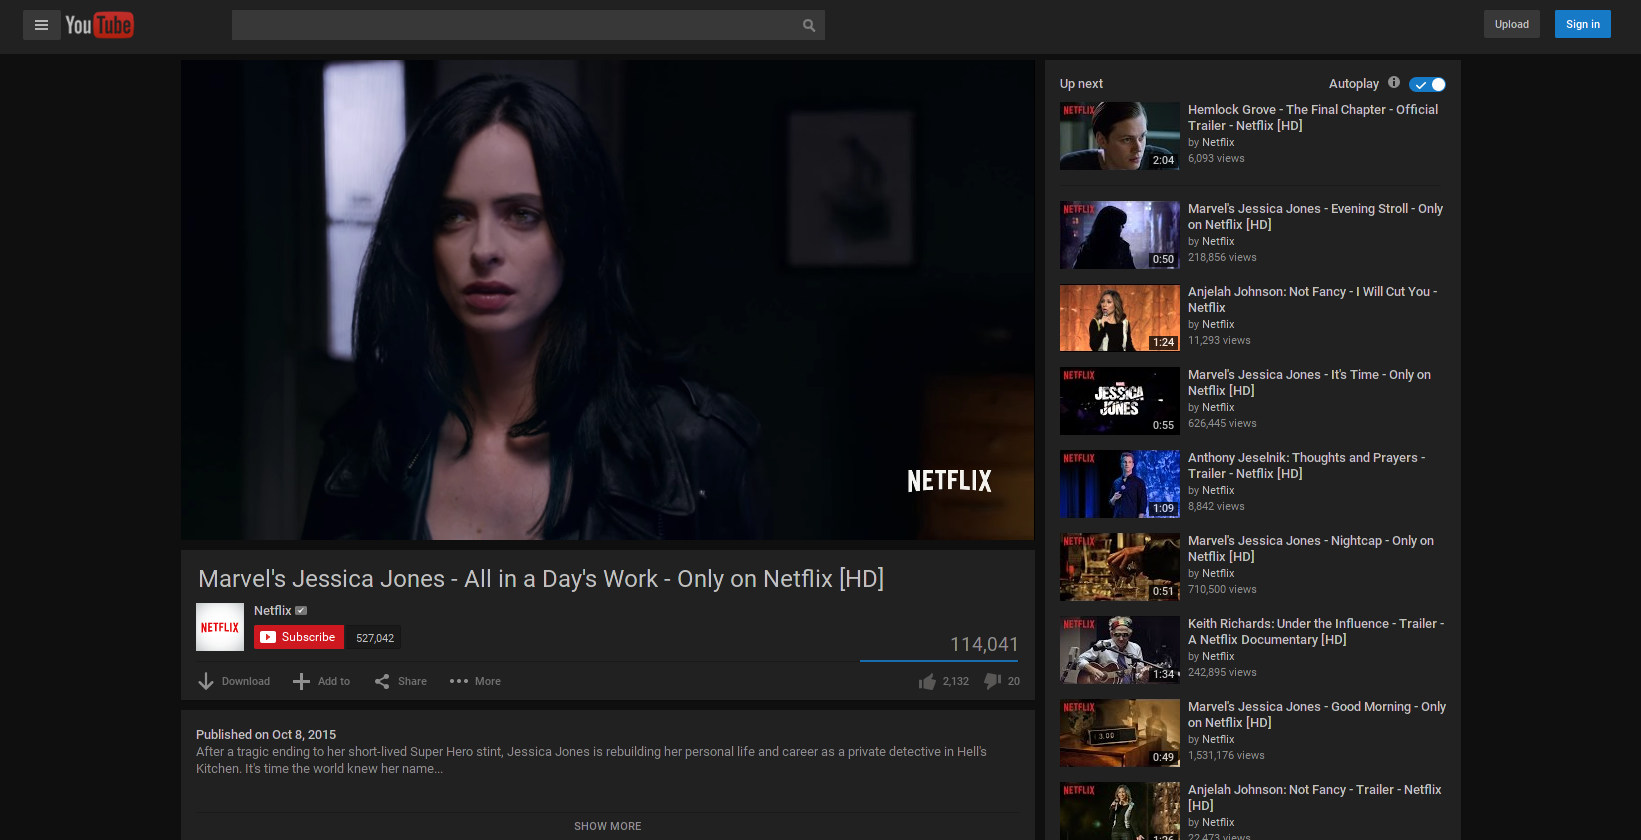 YouTube
Upload
Sign in
NETFLIX
Marvel's Jessica Jones - All in a Day's Work - Only on Netflix [HD]
NETFLIX
Netflix
Subscribe
527,042
114,041
Download
Add to
Share
More
2,132
20
Published on Oct 8, 2015
After a tragic ending to her short-lived Super Hero stint, Jessica Jones is rebuilding her personal life and career as a private detective in Hell's
Kitchen. It's time the world knew her name...
SHOW MORE
Up next
Autoplay
NETFLIX
2:04
Hemlock Grove - The Final Chapter - Official
Trailer - Netflix [HD]
by Netflix
6,093 views
NETFLIX
0:50
Marvel's Jessica Jones - Evening Stroll - Only
on Netflix [HD]
by Netflix
218,856 views
1:24
Anjelah Johnson: Not Fancy - I Will Cut You -
Netflix
by Netflix
11,293 views
NETFLIX
MARVEL
JESSICA
JONES
0:55
Marvel's Jessica Jones - It's Time - Only on
Netflix [HD]
by Netflix
626,445 views
NETFLIX
1:09
Anthony Jeselnik: Thoughts and Prayers -
Trailer - Netflix [HD]
by Netflix
8,842 views
NETFLIX
0:51
Marvel's Jessica Jones - Nightcap - Only on
Netflix [HD]
by Netflix
710,500 views
NETFLIX
1:34
Keith Richards: Under the Influence - Trailer -
A Netflix Documentary [HD]
by Netflix
242,895 views
NETFLIX
0:49
Marvel's Jessica Jones - Good Morning - Only
on Netflix [HD]
by Netflix
1,531,176 views
NETFLIX
1:26
Anjelah Johnson: Not Fancy - Trailer - Netflix
[HD]
by Netflix
22,473 views